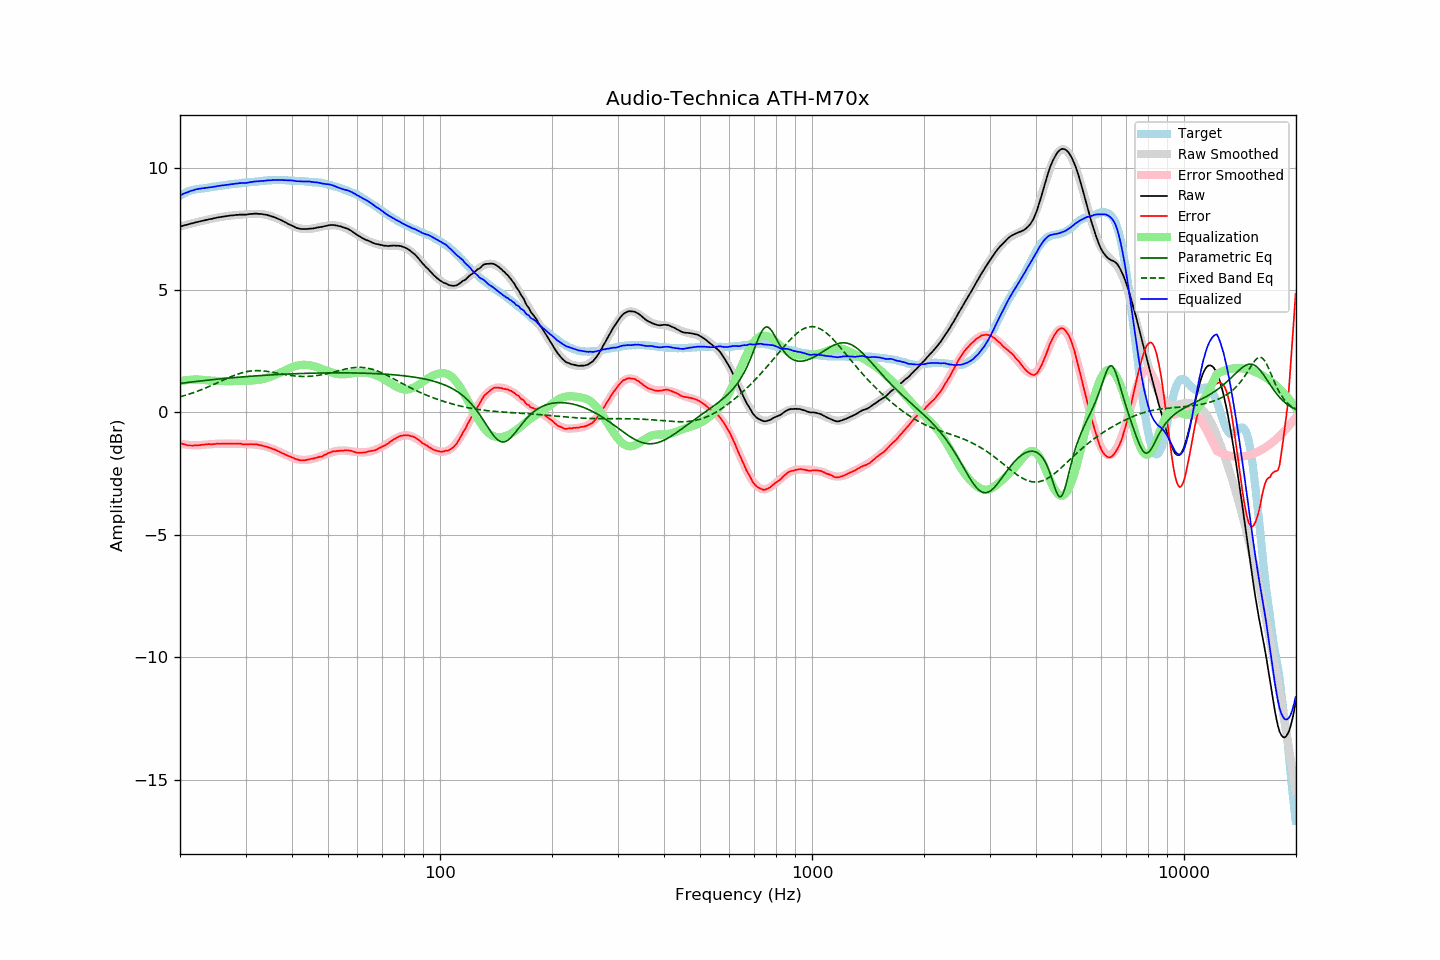 Audio-Technica ATH-M70x
Target
Raw Smoothed
Error Smoothed
Raw
Error
Equalization
Parametric Eq
Fixed Band Eq
Equalized
10
5
0
−5
−10
−15
Amplitude (dBr)
100
1000
10000
Frequency (Hz)